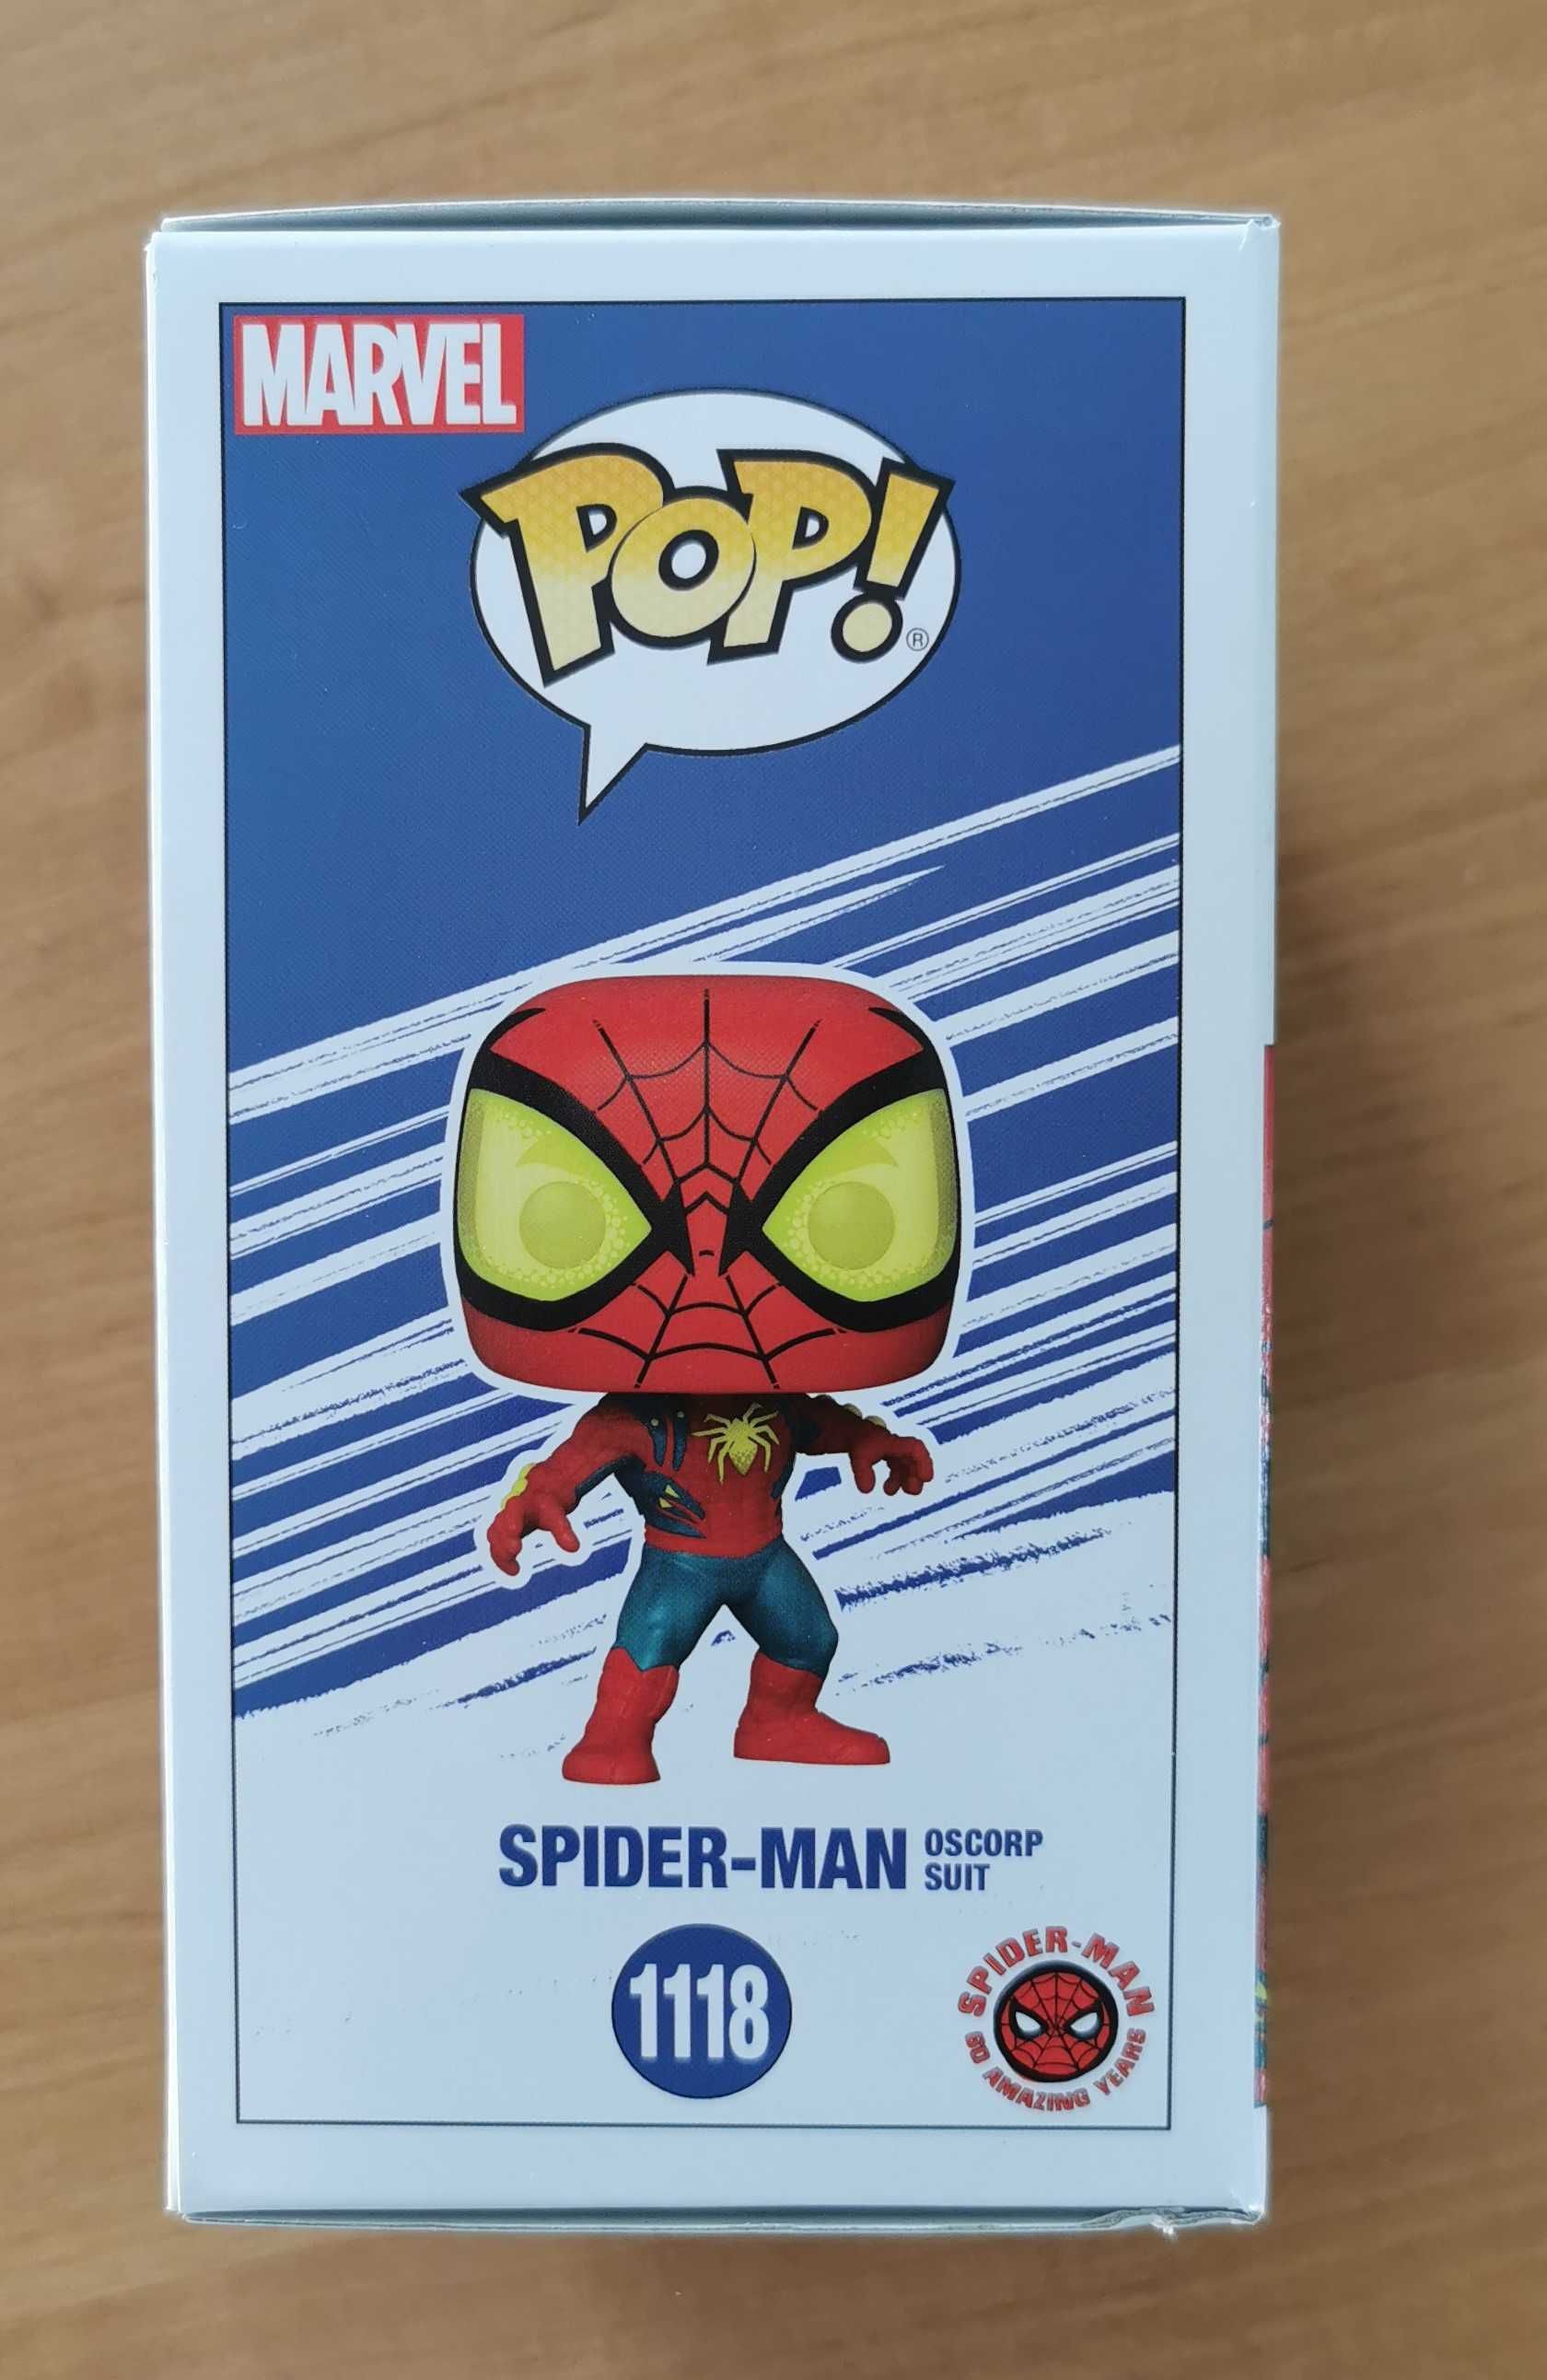 MARVEL
POP!®
SPIDER-MAN OSCORP
SUIT
1118
SPIDER-MAN
60 AMAZING YEARS